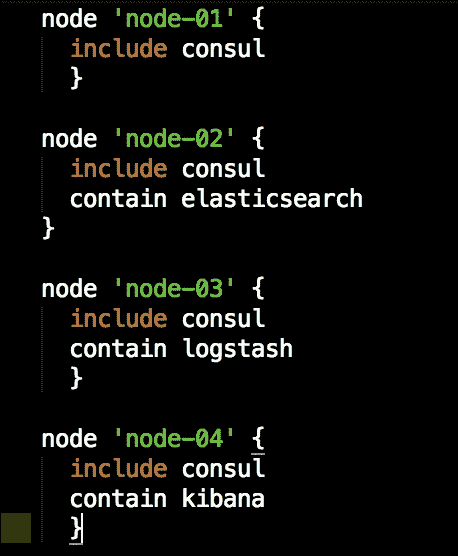 node 'node-01' {
  include consul
  }

node 'node-02' {
  include consul
  contain elasticsearch
}

node 'node-03' {
  include consul
  contain logstash
  }

node 'node-04' {
  include consul
  contain kibana
  }